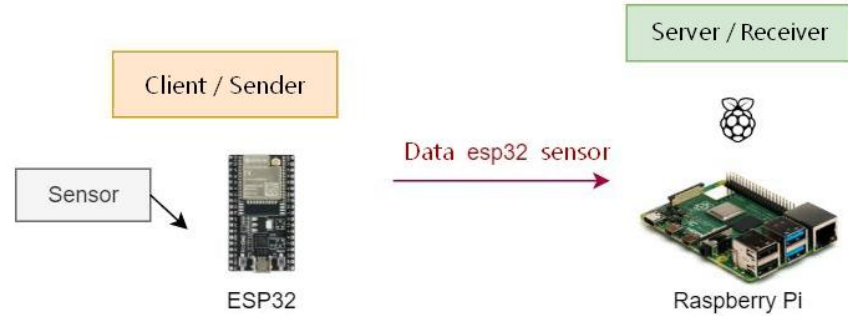 Server / Receiver
Client / Sender
Data esp32 sensor
Sensor
ESP32
Raspberry Pi